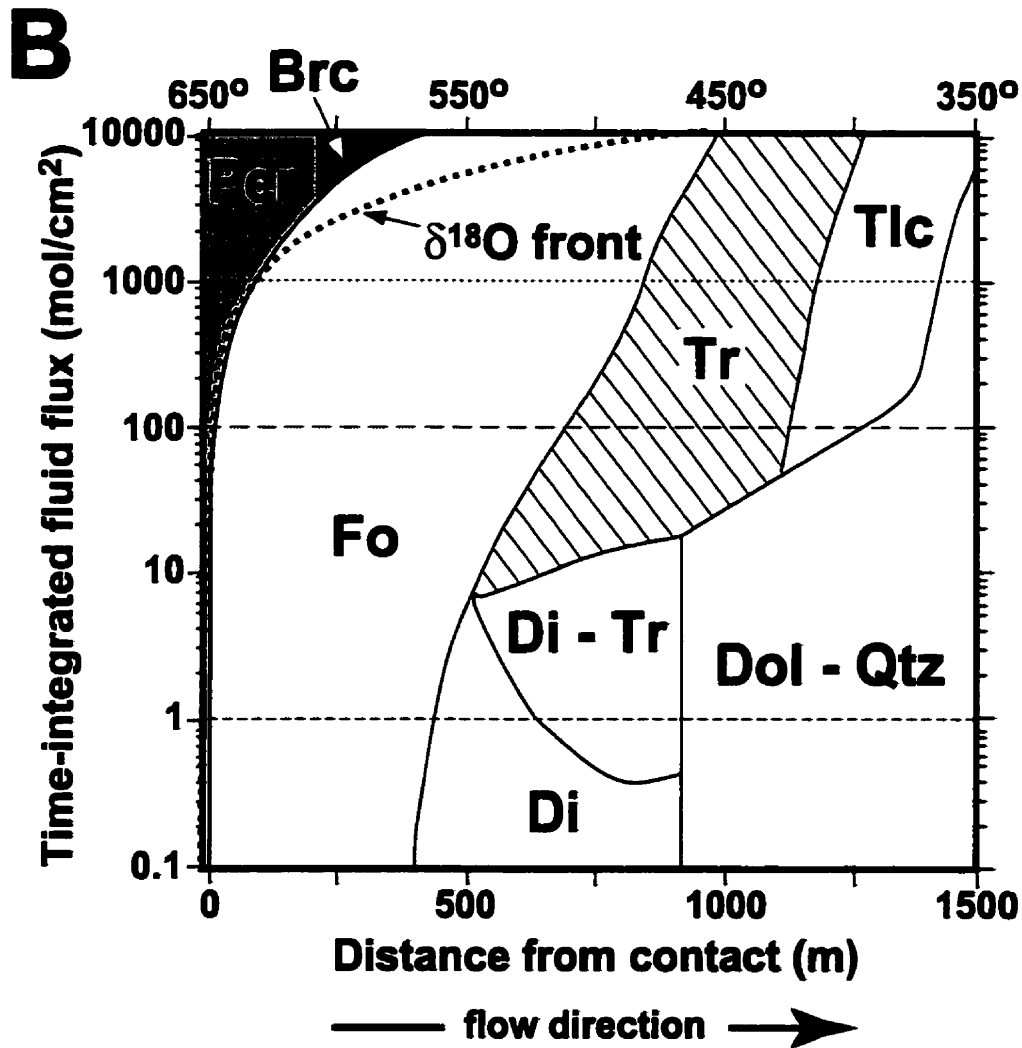 B
Brc
650° 550° 450° 350°
10000
Per
Tlc
δ18O front
1000
Tr
100
Fo
10
Di - Tr
Dol - Qtz
1
Di
0.1
0 500 1000 1500
Time-integrated fluid flux (mol/cm2)
Distance from contact (m)
flow direction